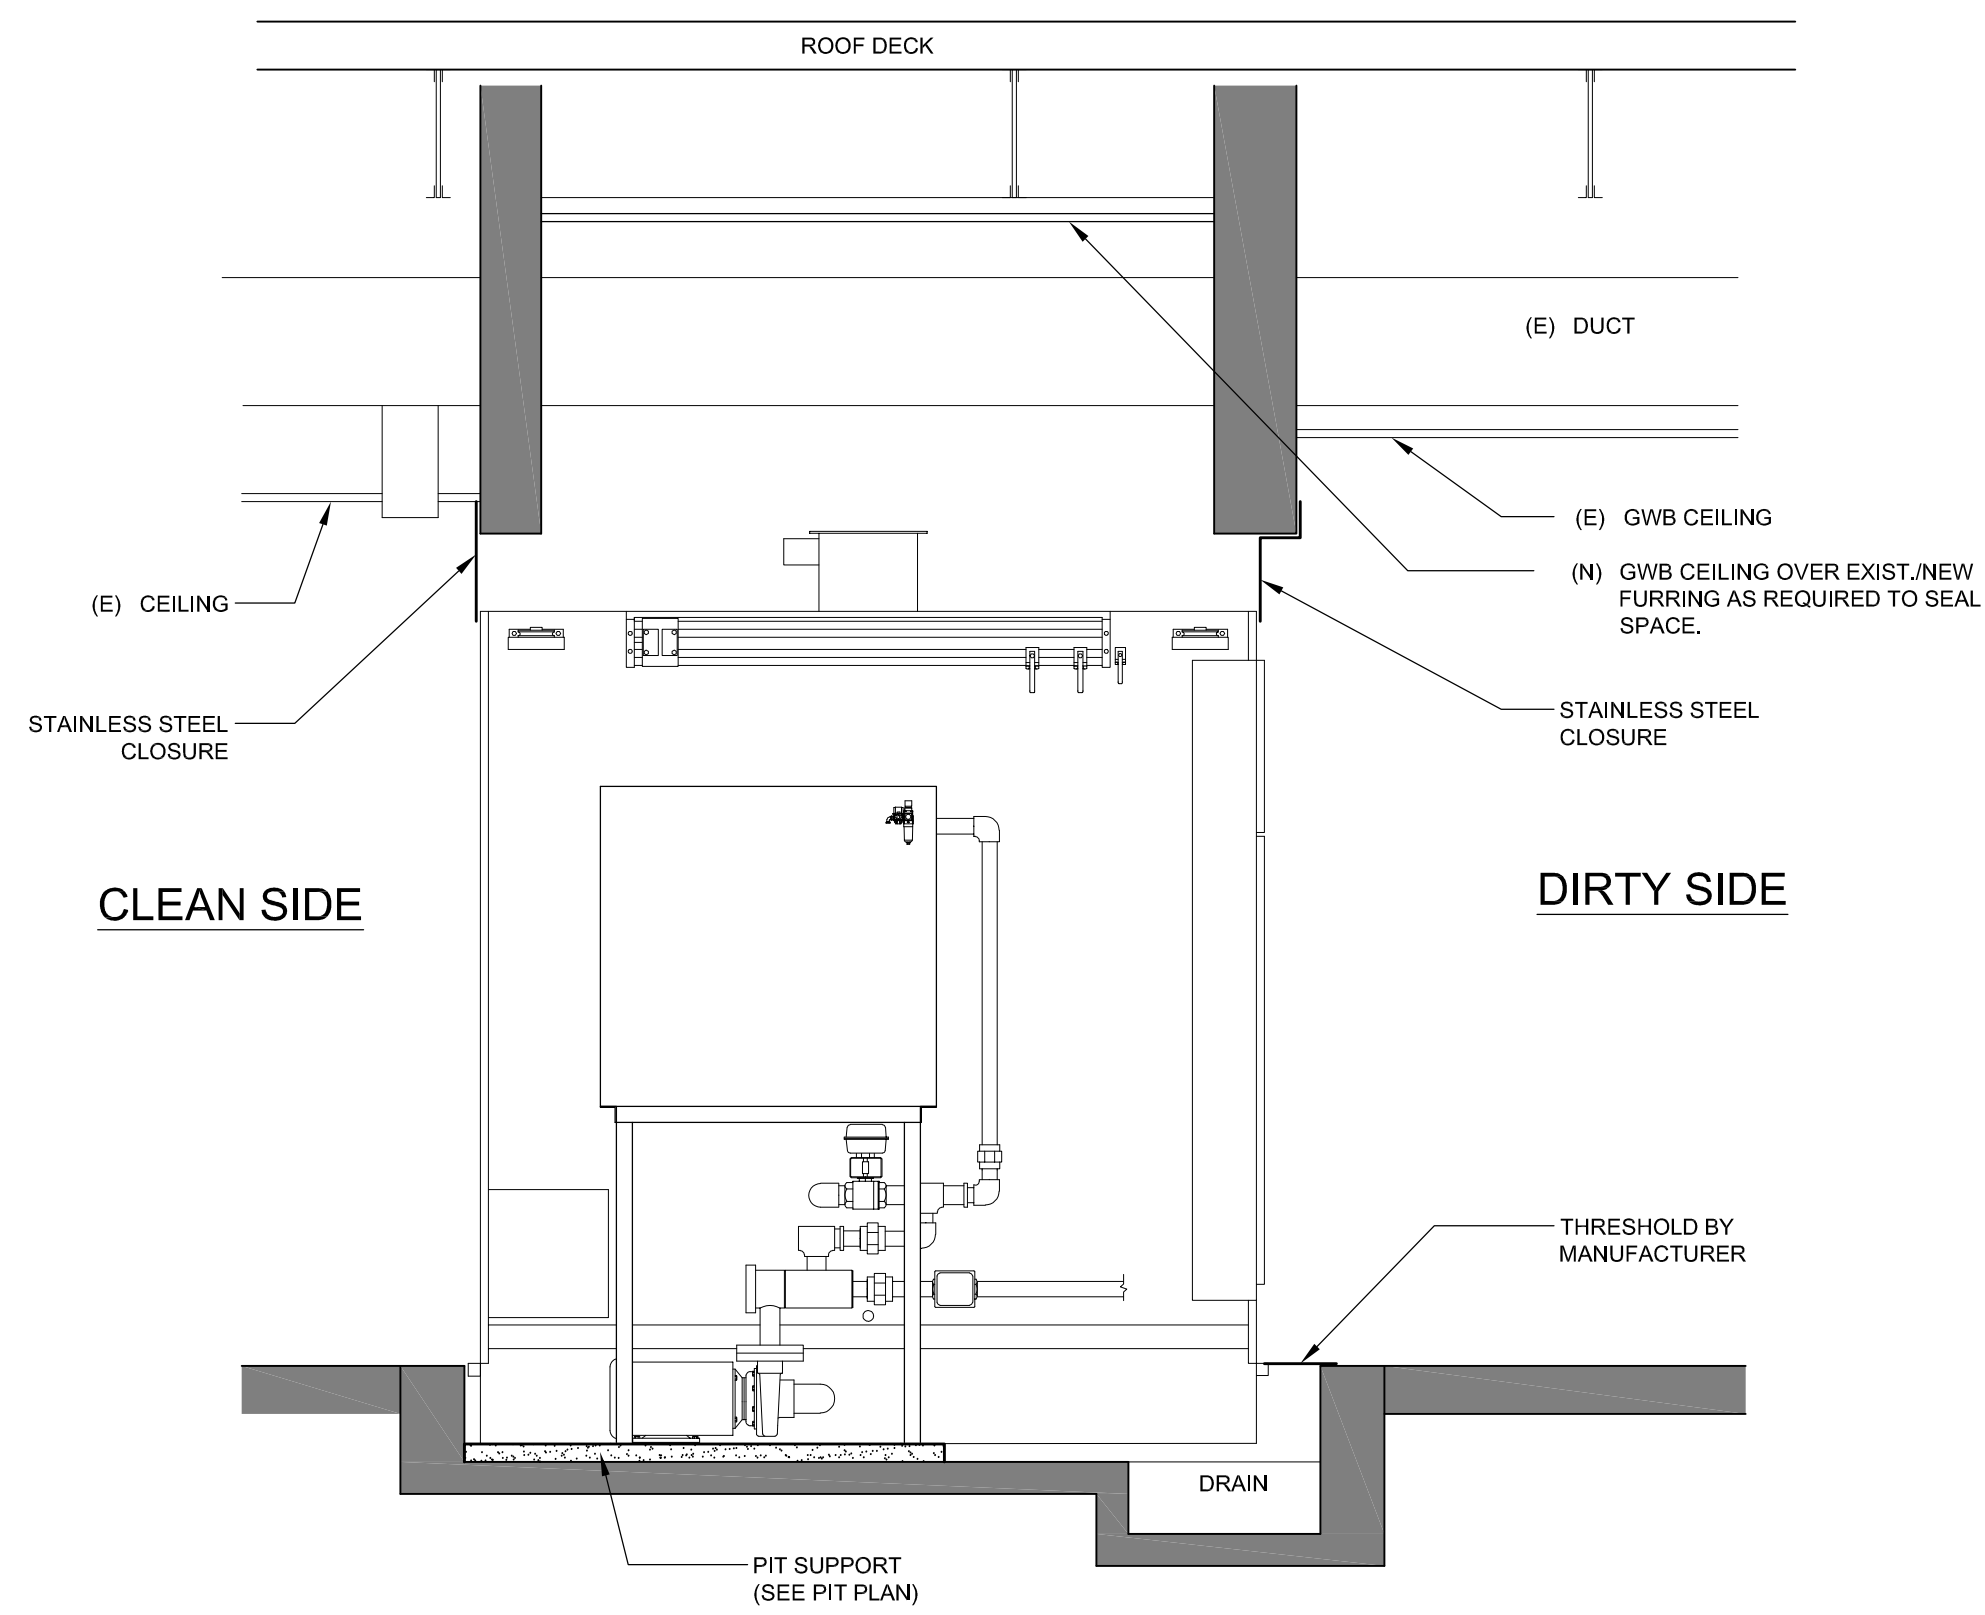 ROOF DECK
(E) DUCT
(E) GWB CEILING
(N) GWB CEILING OVER EXIST./NEW
FURRING AS REQUIRED TO SEAL
SPACE.
(E) CEILING
STAINLESS STEEL
CLOSURE
STAINLESS STEEL
CLOSURE
CLEAN SIDE
DIRTY SIDE
THRESHOLD BY
MANUFACTURER
DRAIN
PIT SUPPORT
(SEE PIT PLAN)